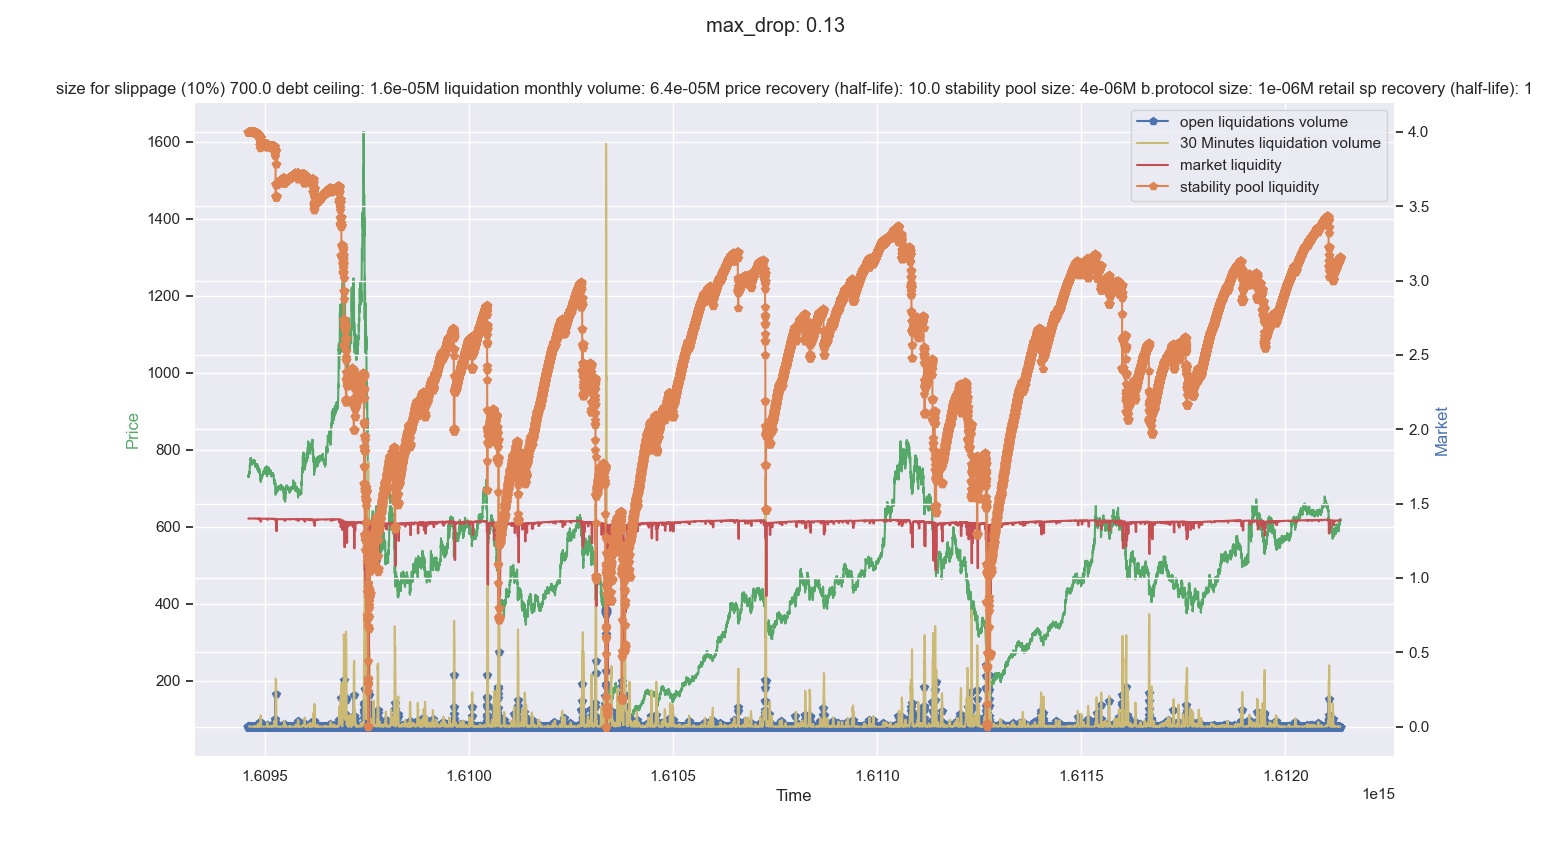 max_drop: 0.13
size for slippage (10%) 700.0 debt ceiling: 1.6e-05M liquidation monthly volume: 6.4e-05M price recovery (half-life): 10.0 stability pool size: 4e-06M b.protocol size: 1e-06M retail sp recovery (half-life): 1
open liquidations volume
30 Minutes liquidation volume
market liquidity
stability pool liquidity
1600
1400
1200
1000
800
600
400
200
Price
4.0
3.5
3.0
2.5
2.0
1.5
1.0
0.5
0.0
Market
1.6095 1.6100 1.6105 1.6110 1.6115 1.6120
Time
1e15